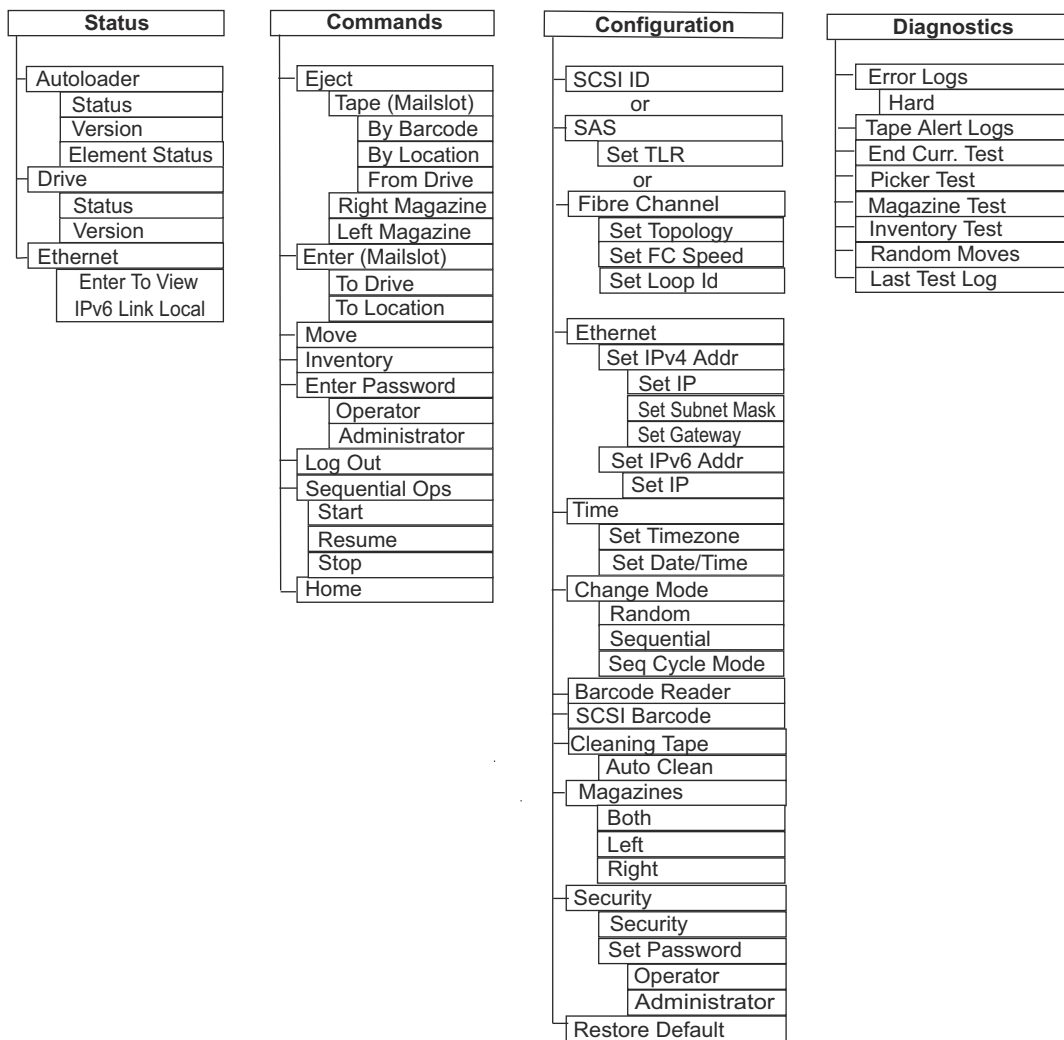 Status
Autoloader
Status
Version
Element Status
Drive
Status
Version
Ethernet
Enter To View
IPv6 Link Local
Commands
Eject
Tape (Mailslot)
By Barcode
By Location
From Drive
Right Magazine
Left Magazine
Enter (Mailslot)
To Drive
To Location
Move
Inventory
Enter Password
Operator
Administrator
Log Out
Sequential Ops
Start
Resume
Stop
Home
Configuration
SCSI ID
or
SAS
Set TLR
or
Fibre Channel
Set Topology
Set FC Speed
Set Loop Id
Ethernet
Set IPv4 Addr
Set IP
Set Subnet Mask
Set Gateway
Set IPv6 Addr
Set IP
Time
Set Timezone
Set Date/Time
Change Mode
Random
Sequential
Seq Cycle Mode
Barcode Reader
SCSI Barcode
Cleaning Tape
Auto Clean
Magazines
Both
Left
Right
Security
Security
Set Password
Operator
Administrator
Restore Default
Diagnostics
Error Logs
Hard
Tape Alert Logs
End Curr. Test
Picker Test
Magazine Test
Inventory Test
Random Moves
Last Test Log